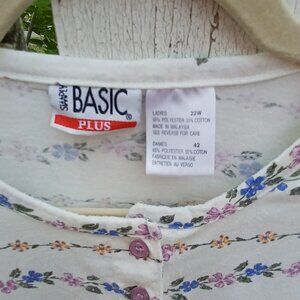 SIMPLY
BASIC®
PLUS
LADIES 22W
65% POLYESTER 35% COTTON
MADE IN MALAYSIA
SEE REVERSE FOR CARE
DAMES 42
65% POLYESTER 35% COTON
FABRIQUE EN MALAYSIA
ENTRETIEN AU VERSO